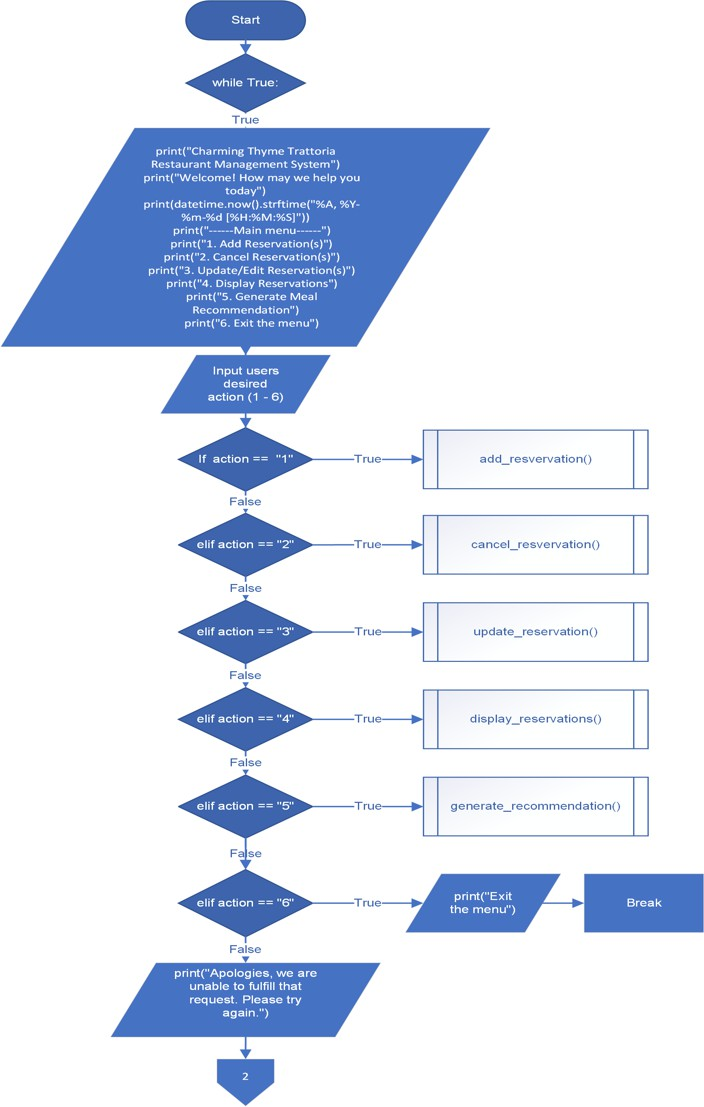 Start
while True:
True
print("Charming Thyme Trattoria
Restaurant Management System")
print("Welcome! How may we help you
today")
print(datetime.now().strftime("%A, %Y-
%m-%d [%H:%M:%S]"))
print("------Main menu------")
print("1. Add Reservation(s)")
print("2. Cancel Reservation(s)")
print("3. Update/Edit Reservation(s)")
print("4. Display Reservations")
print("5. Generate Meal
Recommendation")
print("6. Exit the menu")
Input users
desired
action (1 - 6)
If action == "1"
True
add_resvervation()
False
elif action == "2"
True
cancel_resvervation()
False
elif action == "3"
True
update_reservation()
False
elif action == "4"
True
display_reservations()
False
elif action == "5"
True
generate_recommendation()
False
elif action == "6"
True
print("Exit
the menu")
Break
False
print("Apologies, we are
unable to fulfill that
request. Please try
again.")
2